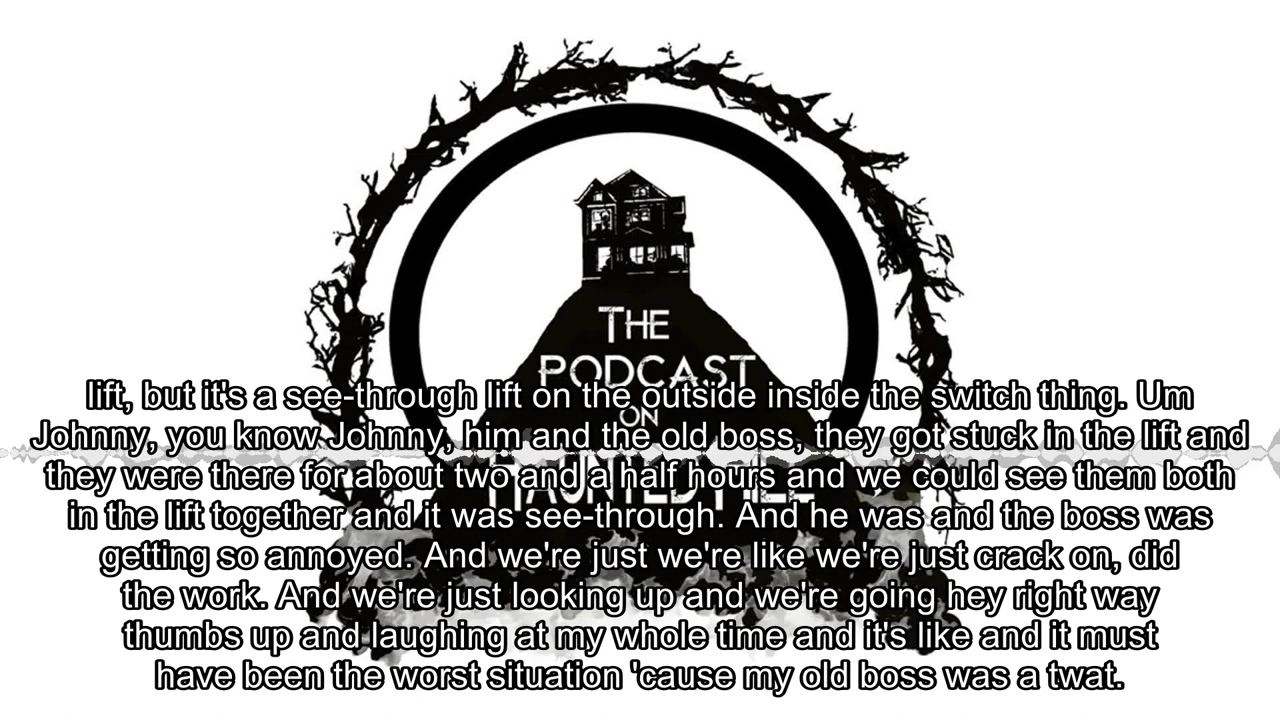 THE
PODCAST
ON
HAUNTED HILL
lift, but it's a see-through lift on the outside inside the switch thing. Um
Johnny, you know Johnny, him and the old boss, they got stuck in the lift and
they were there for about two and a half hours and we could see them both
in the lift together and it was see-through. And he was and the boss was
getting so annoyed. And we're just we're like we're just crack on, did
the work. And we're just looking up and we're going hey right way
thumbs up and laughing at my whole time and it's like and it must
have been the worst situation 'cause my old boss was a twat.